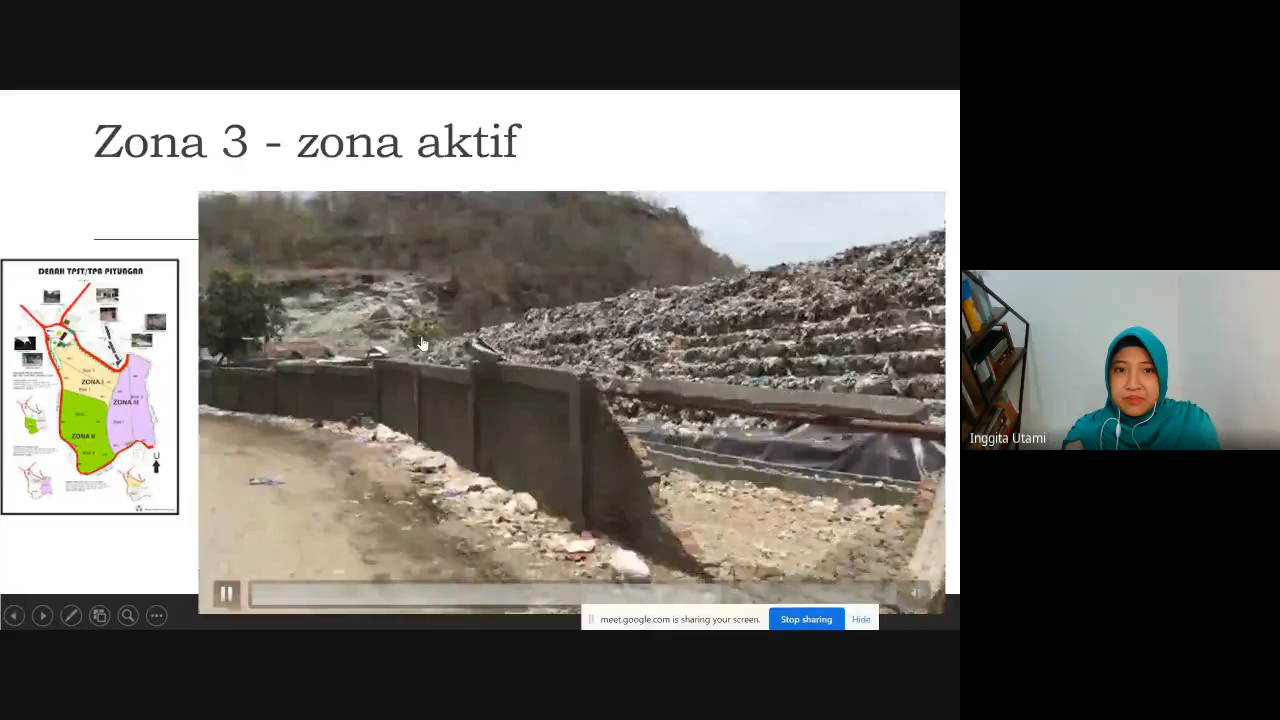 Zona 3 - zona aktif
DENAH TPST/TPA PIYUNGAN
ZONA I
ZONA III
ZONA II
U
Inggita Utami
meet.google.com is sharing your screen.
Stop sharing
Hide